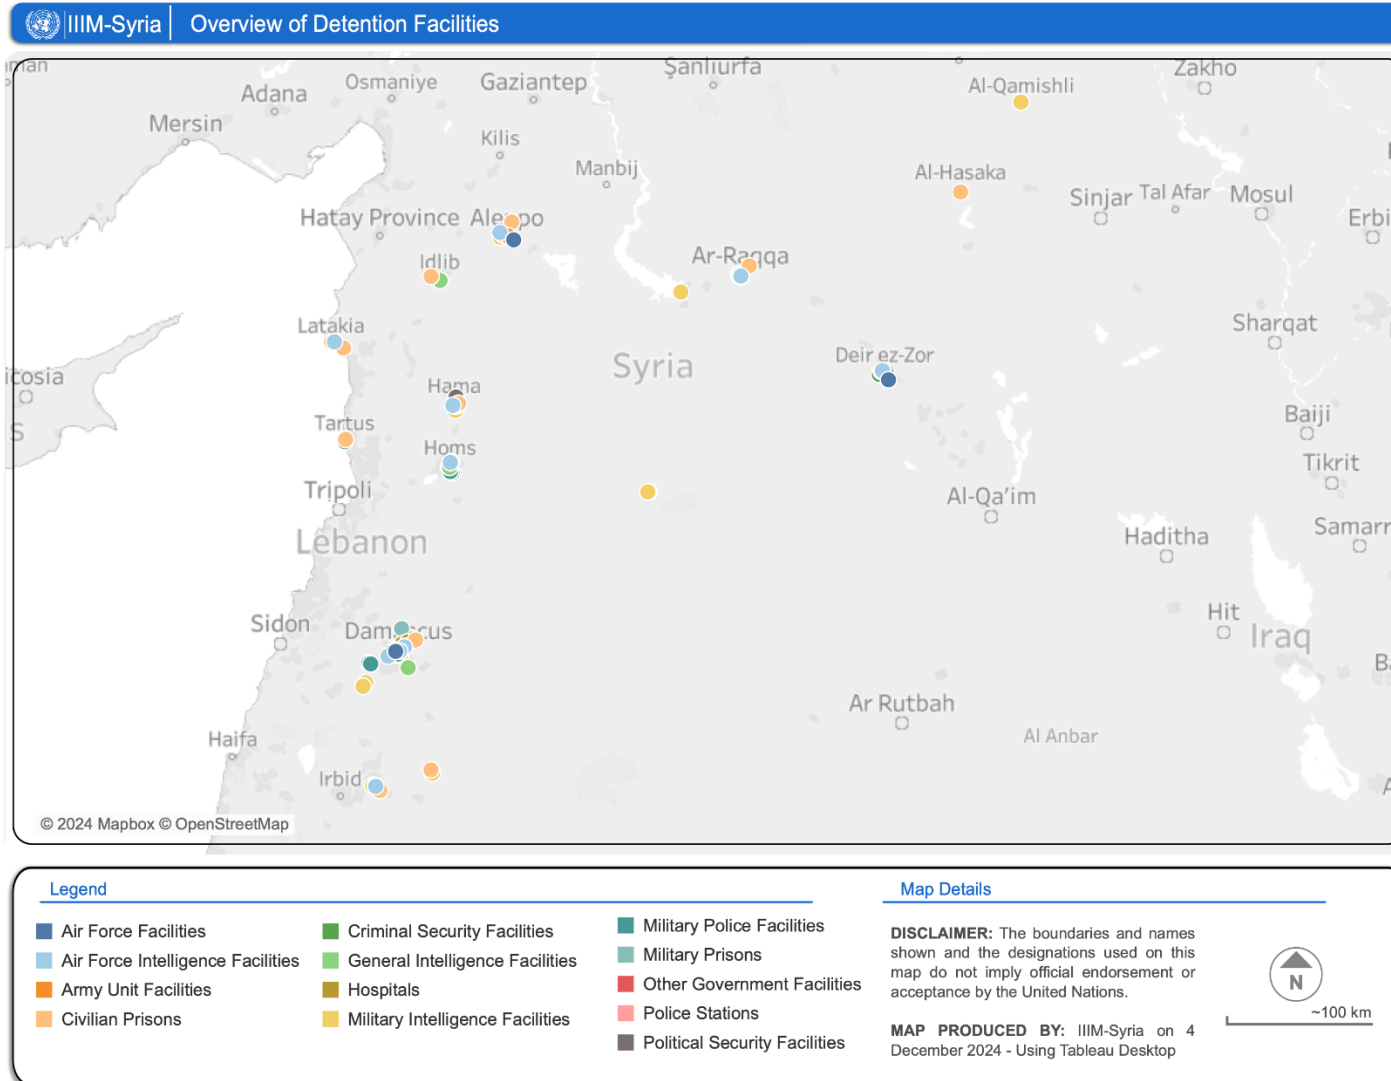 IIIM-Syria
Overview of Detention Facilities
Şanlıurfa
Zakho
Osmaniye
Gaziantep
Al-Qamishli
Adana
Mersin
Kilis
Manbij
Al-Hasaka
Sinjar
Tal Afar
Mosul
Hatay Province
Aleppo
Idlib
Ar-Raqqa
Latakia
Sharqat
Syria
Deir ez-Zor
Hama
Tartus
Baiji
Homs
Tikrit
Tripoli
Al-Qa'im
Lebanon
Haditha
Sidon
Damascus
Hit
Iraq
Ar Rutbah
Al Anbar
Haifa
Irbid
© 2024 Mapbox © OpenStreetMap
Legend
Air Force Facilities
Air Force Intelligence Facilities
Army Unit Facilities
Civilian Prisons
Criminal Security Facilities
General Intelligence Facilities
Hospitals
Military Intelligence Facilities
Military Police Facilities
Military Prisons
Other Government Facilities
Police Stations
Political Security Facilities
Map Details
DISCLAIMER: The boundaries and names
shown and the designations used on this
map do not imply official endorsement or
acceptance by the United Nations.
MAP PRODUCED BY: IIIM-Syria on 4
December 2024 - Using Tableau Desktop
N
~100 km